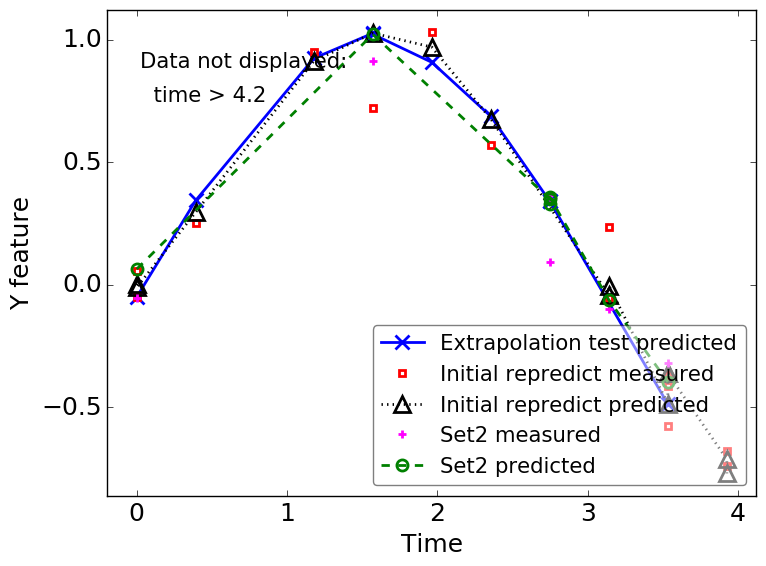 1.0
0.5
0.0
−0.5
Y feature
Data not displayed:
time > 4.2
Extrapolation test predicted
Initial repredict measured
Initial repredict predicted
Set2 measured
Set2 predicted
0 1 2 3 4
Time